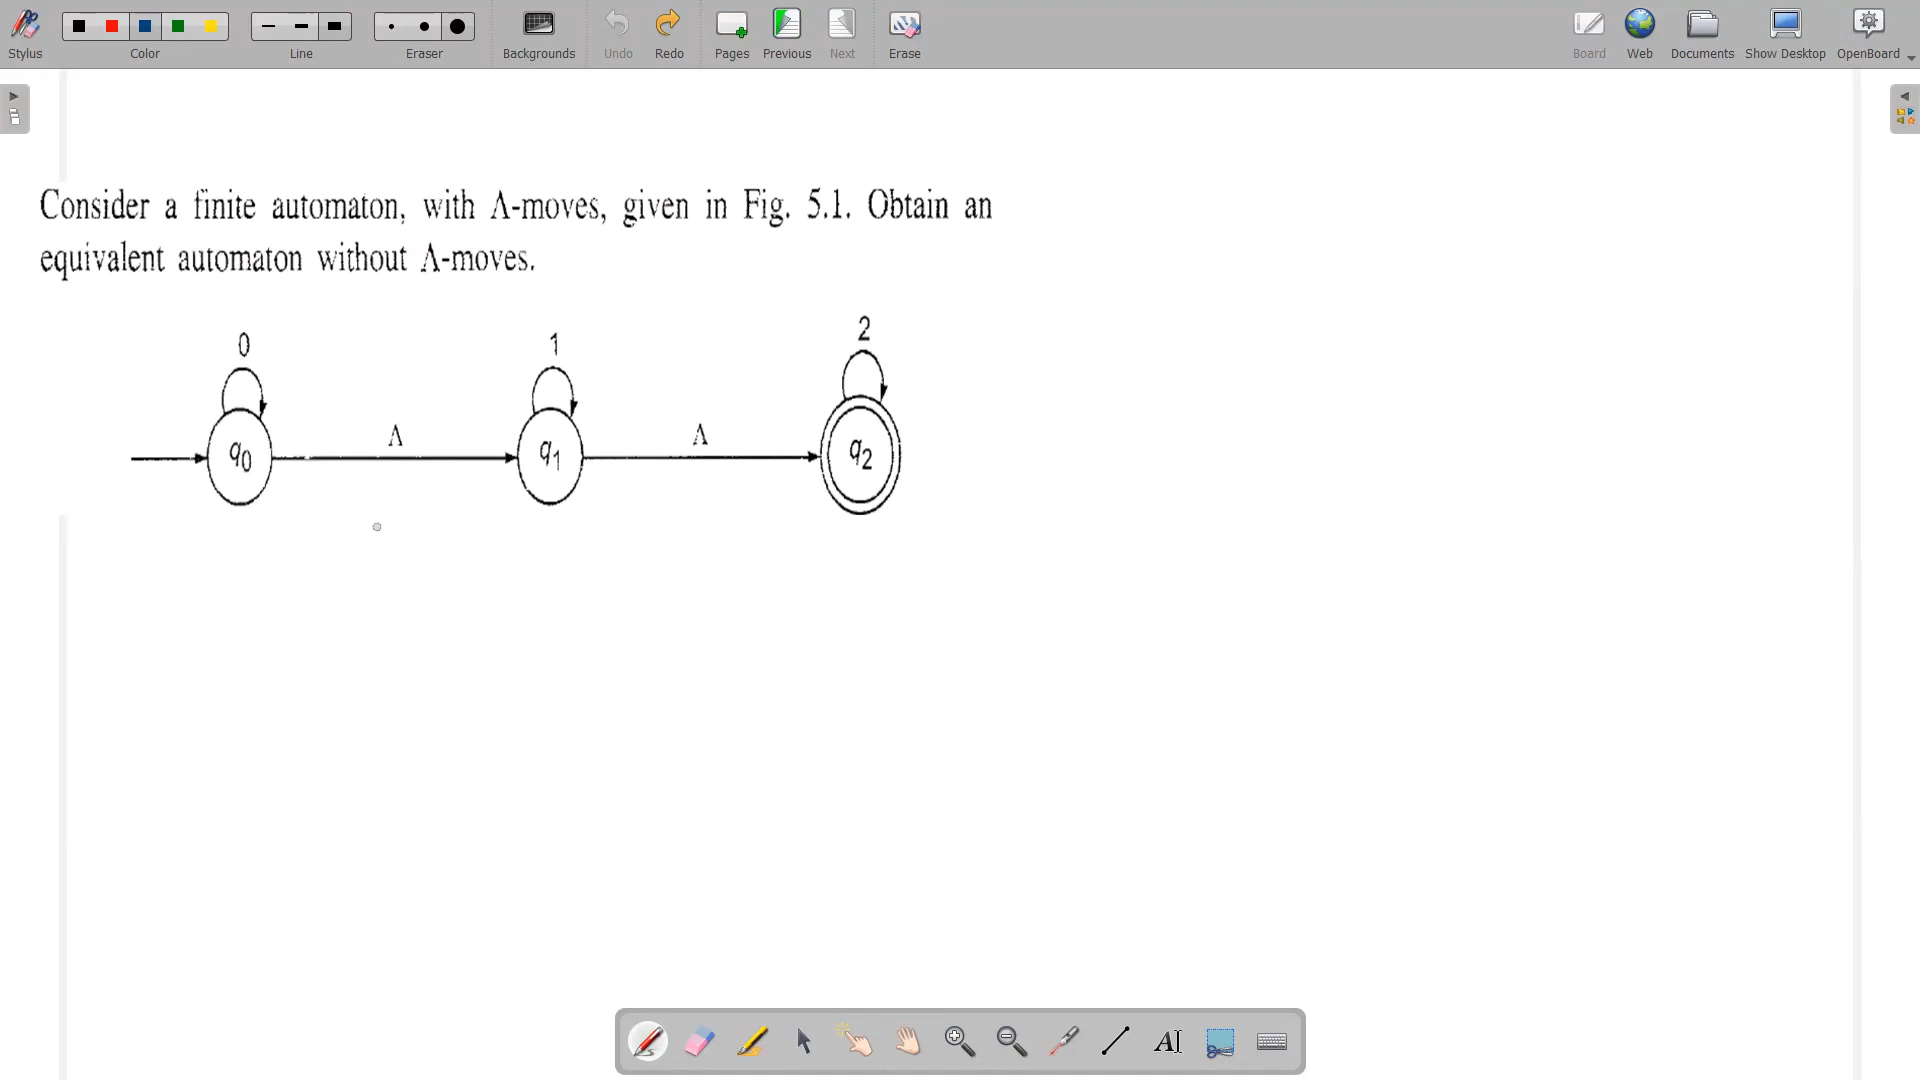 Stylus Color Line Eraser Backgrounds Undo Redo Pages Previous Next Erase Board Web Documents Show Desktop OpenBoard
Consider a finite automaton, with Λ-moves, given in Fig. 5.1. Obtain an
equivalent automaton without Λ-moves.
0 1 2
Λ Λ
q0 q1 q2
A